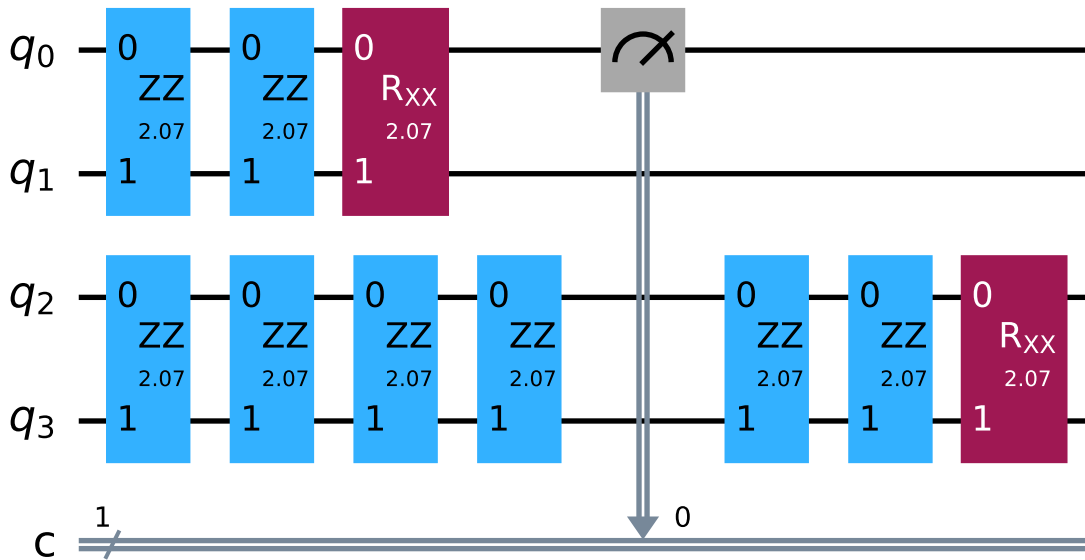 q0 0 0 0
ZZ ZZ RXX
2.07 2.07 2.07
q1 1 1 1
q2 0 0 0 0 0 0 0
ZZ ZZ ZZ ZZ ZZ ZZ RXX
2.07 2.07 2.07 2.07 2.07 2.07 2.07
q3 1 1 1 1 1 1 1
1 0
c